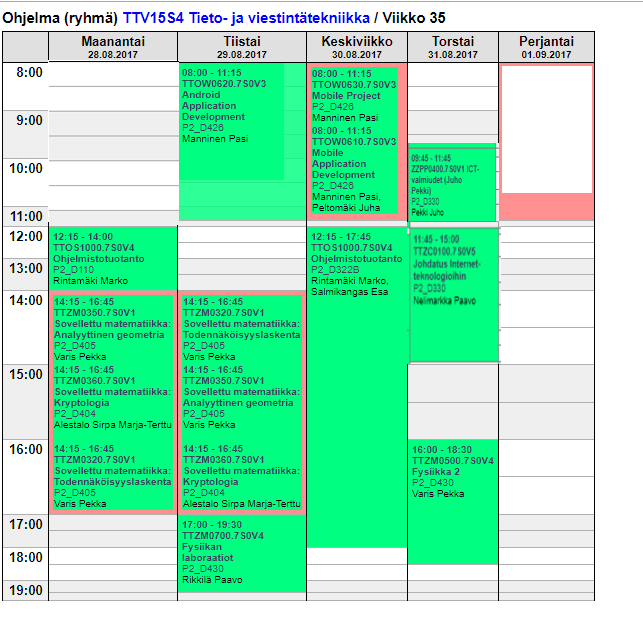 Ohjelma (ryhmä) TTV15S4 Tieto- ja viestintätekniikka / Viikko 35
Maanantai
28.08.2017
Tiistai
29.08.2017
Keskiviikko
30.08.2017
Torstai
31.08.2017
Perjantai
01.09.2017
8:00
9:00
10:00
11:00
12:00
13:00
14:00
15:00
16:00
17:00
18:00
19:00
12:15 - 14:00
TTOS1000.7S0V4
Ohjelmistotuotanto
P2_D110
Rintamäki Marko
14:15 - 16:45
TTZM0350.7S0V1
Sovellettu matematiikka:
Analyyttinen geometria
P2_D405
Varis Pekka
14:15 - 16:45
TTZM0360.7S0V1
Sovellettu matematiikka:
Kryptologia
P2_D404
Alestalo Sirpa Marja-Terttu
14:15 - 16:45
TTZM0320.7S0V1
Sovellettu matematiikka:
Todennäköisyyslaskenta
P2_D405
Varis Pekka
08:00 - 11:15
TTOW0620.7S0V3
Android
Application
Development
P2_D426
Manninen Pasi
14:15 - 16:45
TTZM0320.7S0V1
Sovellettu matematiikka:
Todennäköisyyslaskenta
P2_D405
Varis Pekka
14:15 - 16:45
TTZM0350.7S0V1
Sovellettu matematiikka:
Analyyttinen geometria
P2_D405
Varis Pekka
14:15 - 16:45
TTZM0360.7S0V1
Sovellettu matematiikka:
Kryptologia
P2_D404
Alestalo Sirpa Marja-Terttu
17:00 - 19:30
TTZM0700.7S0V4
Fysiikan
laboraatiot
P2_D430
Rikkilä Paavo
08:00 - 11:15
TTOW0630.7S0V3
Mobile Project
P2_D426
Manninen Pasi
08:00 - 11:15
TTOW0610.7S0V3
Mobile
Application
Development
P2_D426
Manninen Pasi,
Peltomäki Juha
12:15 - 17:45
TTOS1000.7S0V4
Ohjelmistotuotanto
P2_D322B
Rintamäki Marko,
Salmikangas Esa
09:45 - 11:45
ZZPP0400.7S0V1 ICT-
valmiudet (Juho
Pekki)
P2_D330
Pekki Juho
11:45 - 15:00
TTZC0100.7S0V5
Johdatus Internet-
teknologioihin
P2_D330
Nelimarkka Paavo
16:00 - 18:30
TTZM0500.7S0V4
Fysiikka 2
P2_D430
Varis Pekka